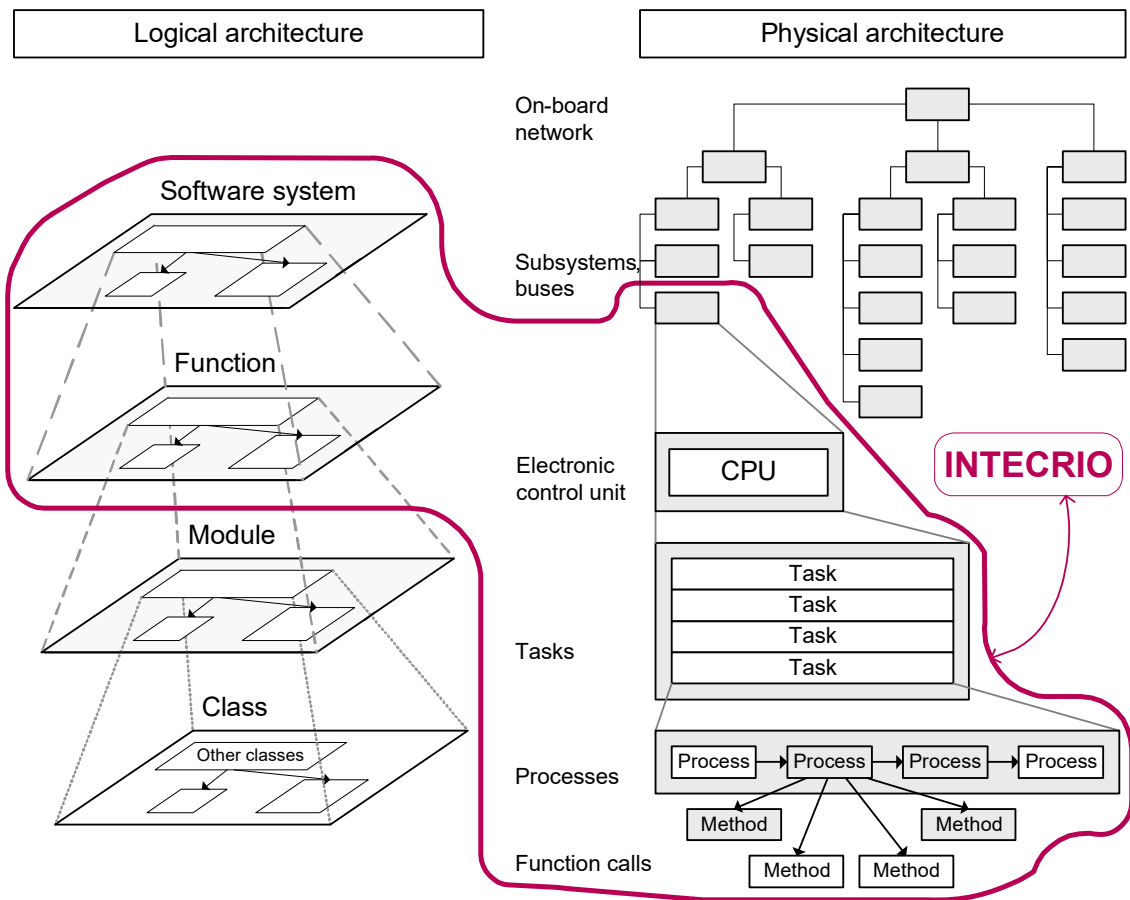 Logical architecture
Physical architecture
On-board
network
Software system
Subsystems,
buses
Function
Electronic
control unit
CPU
INTECRIO
Module
Task
Task
Task
Task
Tasks
Class
Other classes
Processes
Process
Process
Process
Process
Method
Method
Function calls
Method
Method